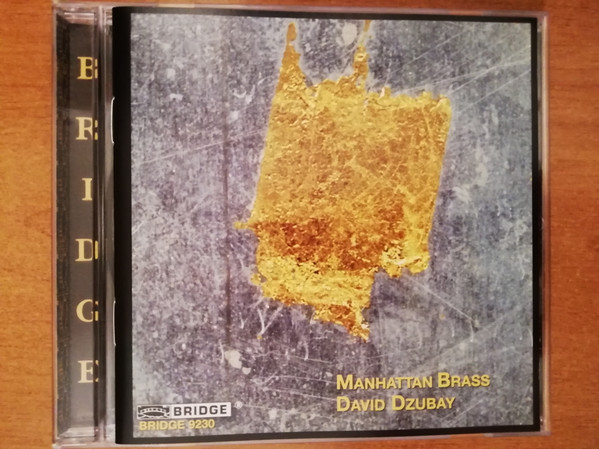 BRIDGE
MANHATTAN BRASS
DAVID DZUBAY
BRIDGE®
BRIDGE 9230